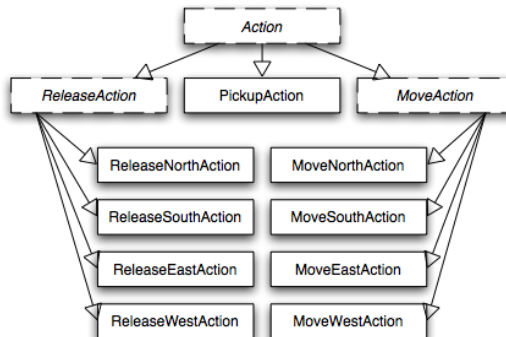 Action
ReleaseAction
PickupAction
MoveAction
ReleaseNorthAction
MoveNorthAction
ReleaseSouthAction
MoveSouthAction
ReleaseEastAction
MoveEastAction
ReleaseWestAction
MoveWestAction